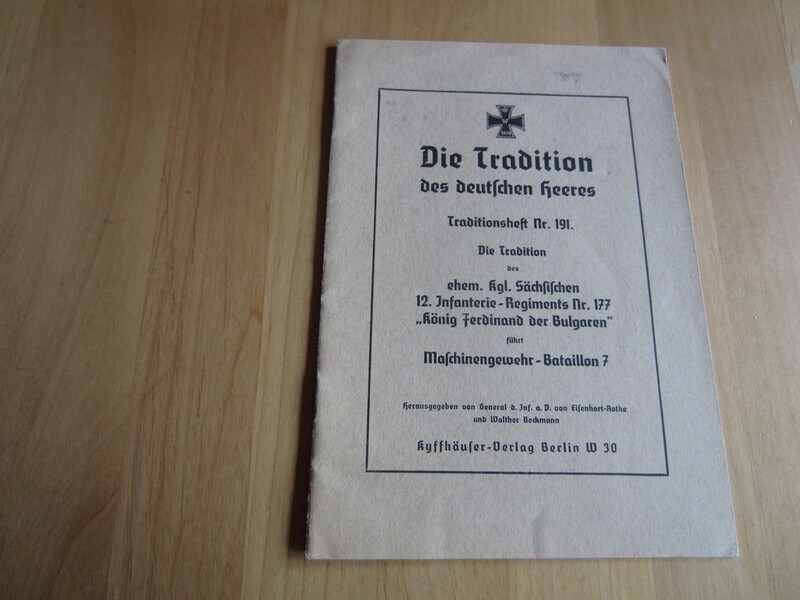 Die Tradition
des deutſchen Heeres
Traditionsheft Nr. 191.
Die Tradition
des
ehem. Kgl. Sächſiſchen
12. Infanterie-Regiments Nr. 177
„König Ferdinand der Bulgaren“
führt
Maſchinengewehr-Bataillon 7
Herausgegeben von General d. Inf. a. D. von Eiſenhart-Rothe
und Walther Beckmann
Kyffhäuſer-Verlag Berlin W 30